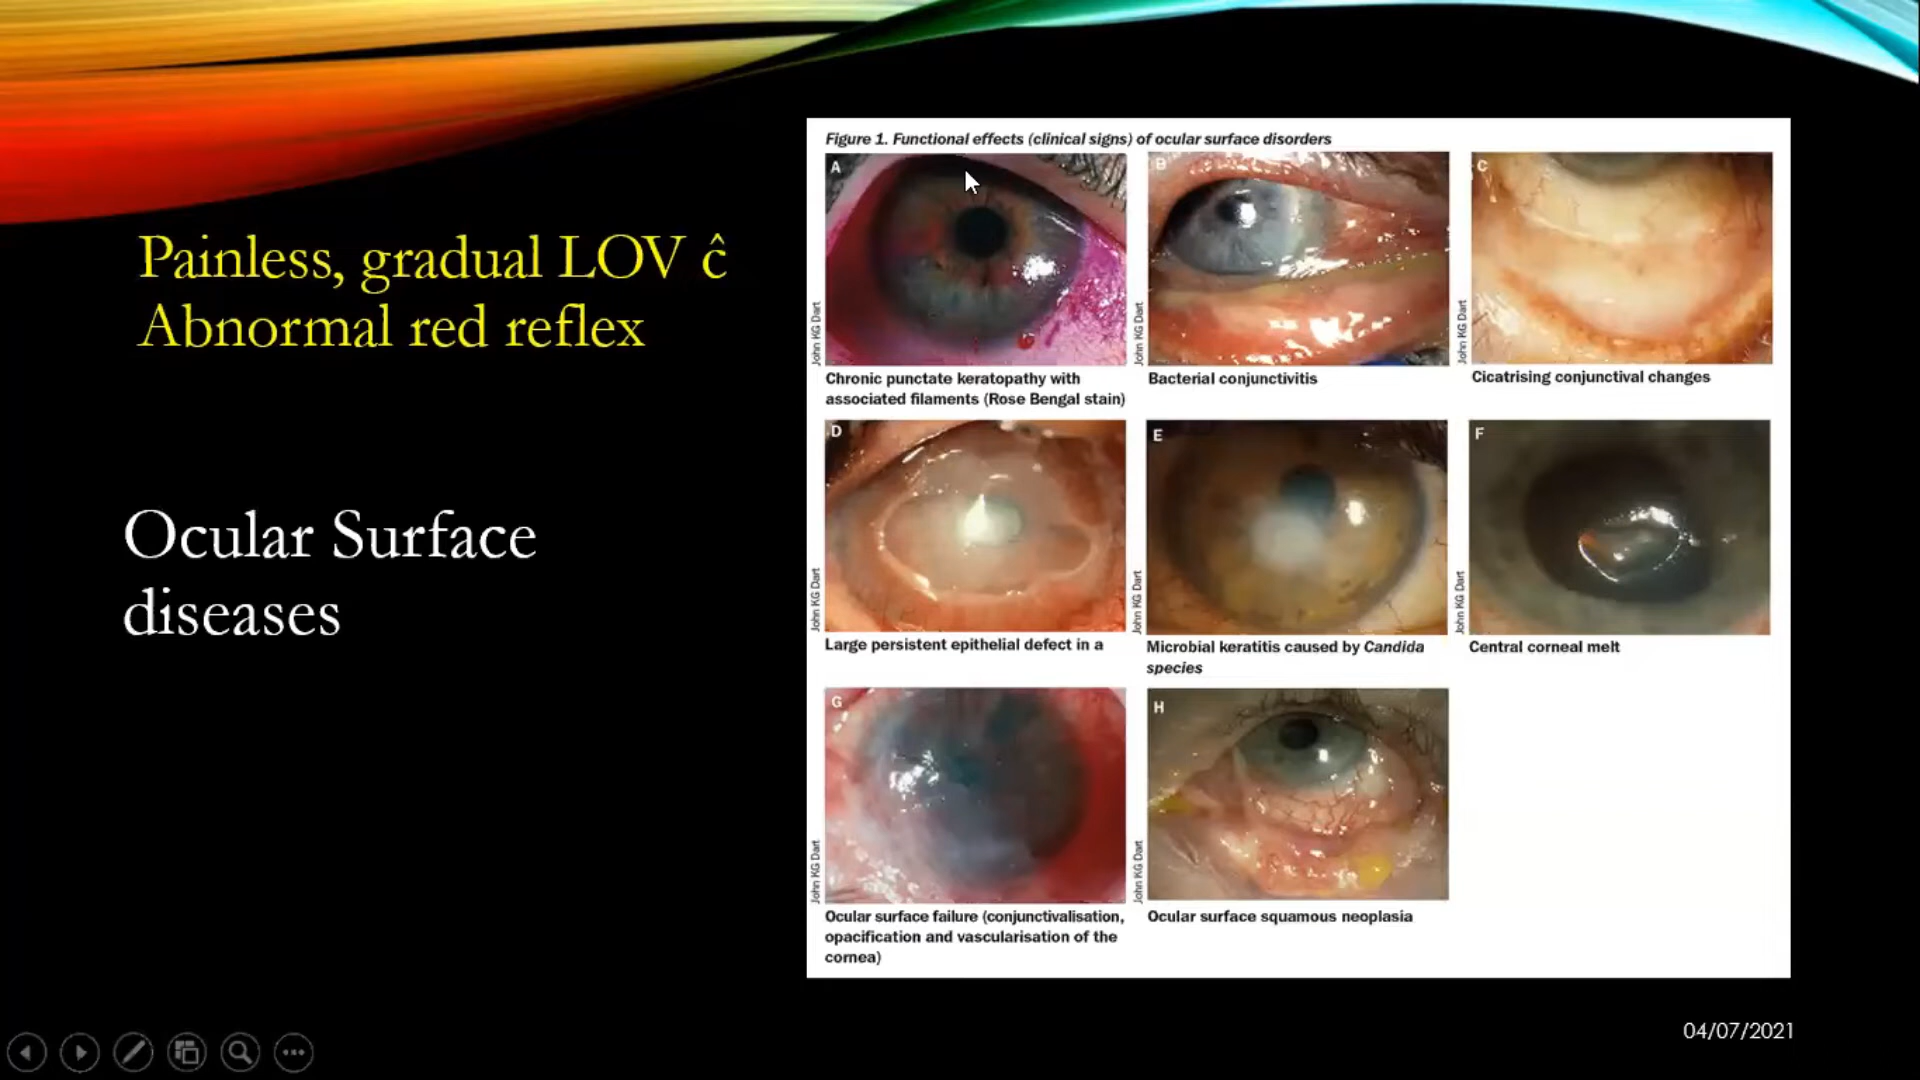 Painless, gradual LOV ĉ
Abnormal red reflex
Ocular Surface
diseases
Figure 1. Functional effects (clinical signs) of ocular surface disorders
A
John KG Dart
Chronic punctate keratopathy with
associated filaments (Rose Bengal stain)
B
John KG Dart
Bacterial conjunctivitis
C
John KG Dart
Cicatrising conjunctival changes
D
John KG Dart
Large persistent epithelial defect in a
E
John KG Dart
Microbial keratitis caused by Candida
species
F
John KG Dart
Central corneal melt
G
John KG Dart
Ocular surface failure (conjunctivalisation,
opacification and vascularisation of the
cornea)
H
John KG Dart
Ocular surface squamous neoplasia
04/07/2021